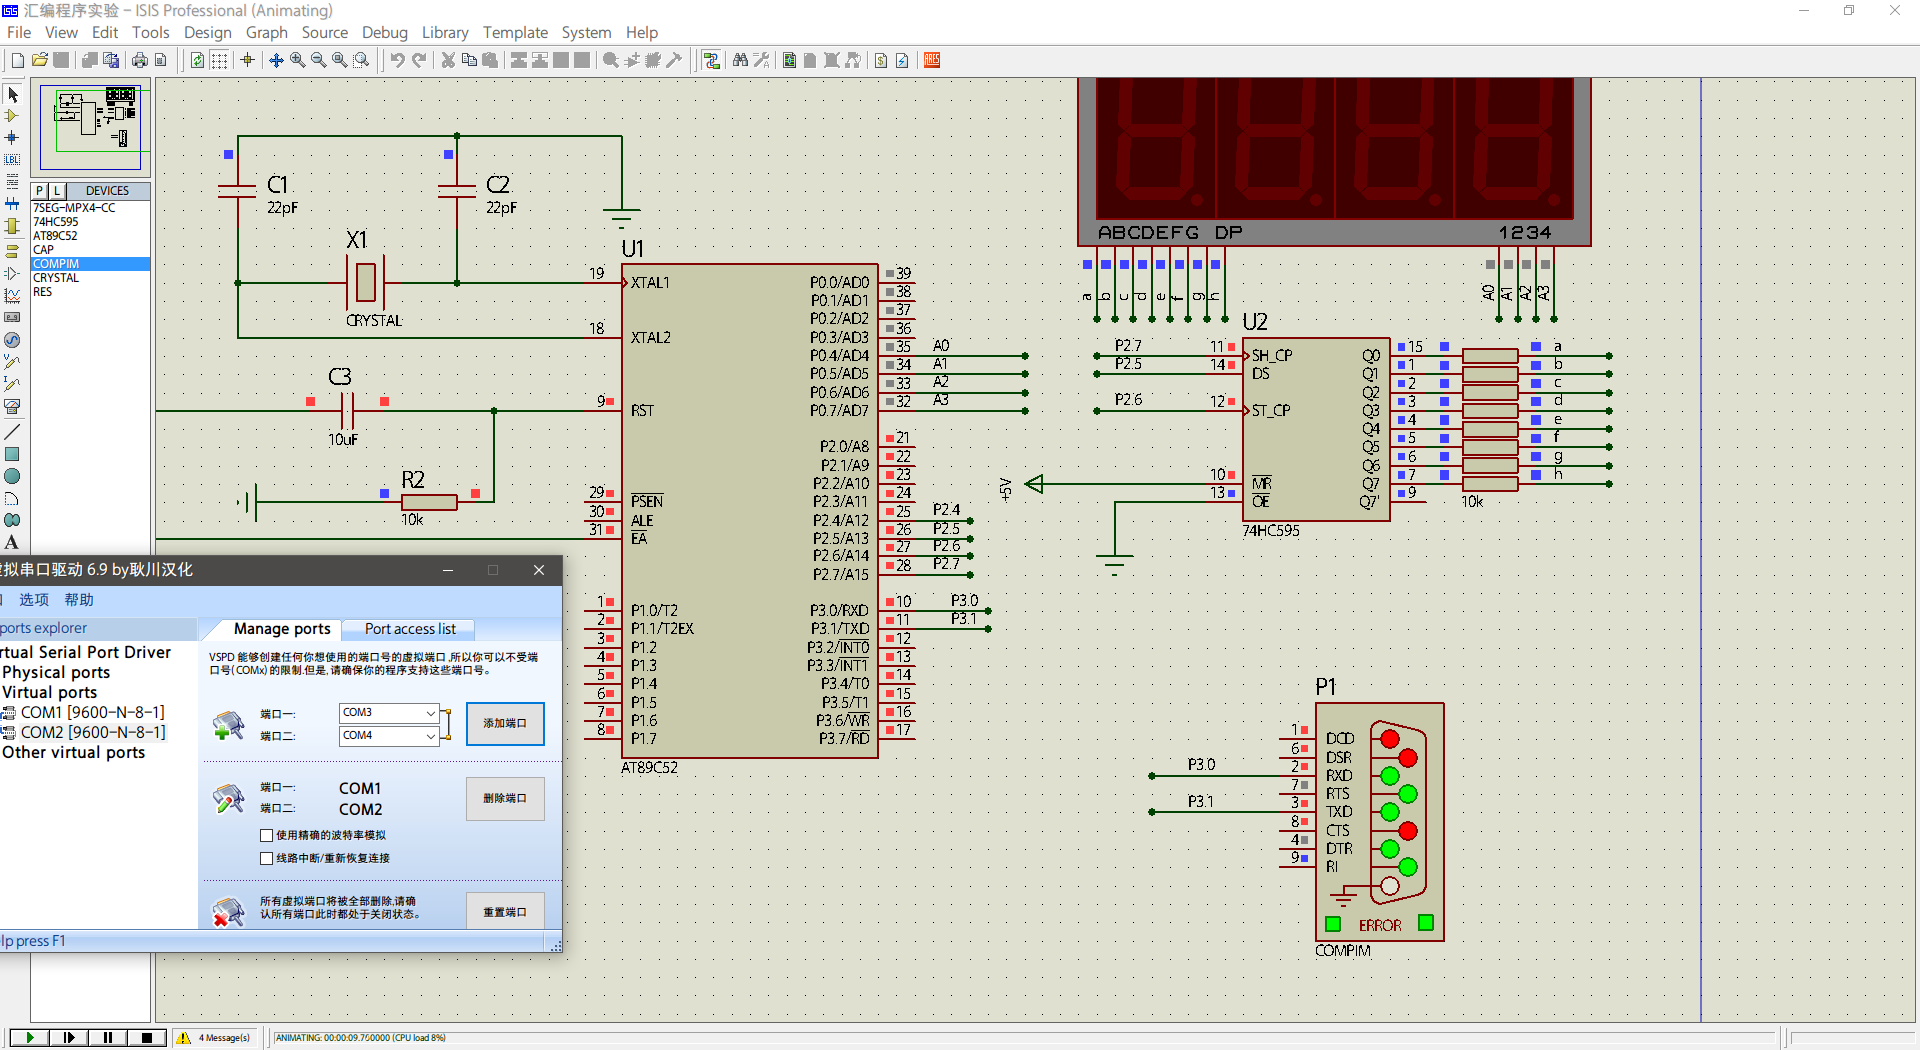 汇编程序实验 - ISIS Professional (Animating)
File View Edit Tools Design Graph Source Debug Library Template System Help
P L DEVICES
7SEG-MPX4-CC
74HC595
AT89C52
CAP
COMPIM
CRYSTAL
RES
C1
22pF
C2
22pF
X1
CRYSTAL
C3
10uF
R2
10k
U1
19 XTAL1
18 XTAL2
9 RST
29 PSEN
30 ALE
31 EA
1 P1.0/T2
2 P1.1/T2EX
3 P1.2
4 P1.3
5 P1.4
6 P1.5
7 P1.6
8 P1.7
P0.0/AD0 39
P0.1/AD1 38
P0.2/AD2 37
P0.3/AD3 36
P0.4/AD4 35 A0
P0.5/AD5 34 A1
P0.6/AD6 33 A2
P0.7/AD7 32 A3
P2.0/A8 21
P2.1/A9 22
P2.2/A10 23
P2.3/A11 24
P2.4/A12 25 P2.4
P2.5/A13 26 P2.5
P2.6/A14 27 P2.6
P2.7/A15 28 P2.7
P3.0/RXD 10 P3.0
P3.1/TXD 11 P3.1
P3.2/INT0 12
P3.3/INT1 13
P3.4/T0 14
P3.5/T1 15
P3.6/WR 16
P3.7/RD 17
AT89C52
ABCDEFG DP 1234
a b c d e f g h A0 A1 A2 A3
U2
P2.7 11 SH_CP
P2.5 14 DS
P2.6 12 ST_CP
+5V 10 MR
13 OE
Q0 15 a
Q1 1 b
Q2 2 c
Q3 3 d
Q4 4 e
Q5 5 f
Q6 6 g
Q7 7 h
Q7' 9
10k
74HC595
P1
1 DCD
6 DSR
P3.0 2 RXD
7 RTS
P3.1 3 TXD
8 CTS
4 DTR
9 RI
ERROR
COMPIM
拟串口驱动 6.9 by耿川汉化
选项 帮助
ports explorer
rtual Serial Port Driver
Physical ports
Virtual ports
COM1 [9600-N-8-1]
COM2 [9600-N-8-1]
Other virtual ports
Manage ports Port access list
VSPD 能够创建任何你想使用的端口号的虚拟端口,所以你可以不受端
口号(COMx)的限制.但是,请确保你的程序支持这些端口号。
端口一: COM3
端口二: COM4
添加端口
端口一: COM1
端口二: COM2
删除端口
使用精确的波特率模拟
线路中断/重新恢复连接
所有虚拟端口将被全部删除,请确
认所有端口此时都处于关闭状态。
重置端口
lp press F1
4 Message(s)
ANIMATING: 00:00:09.750000 (CPU load 8%)